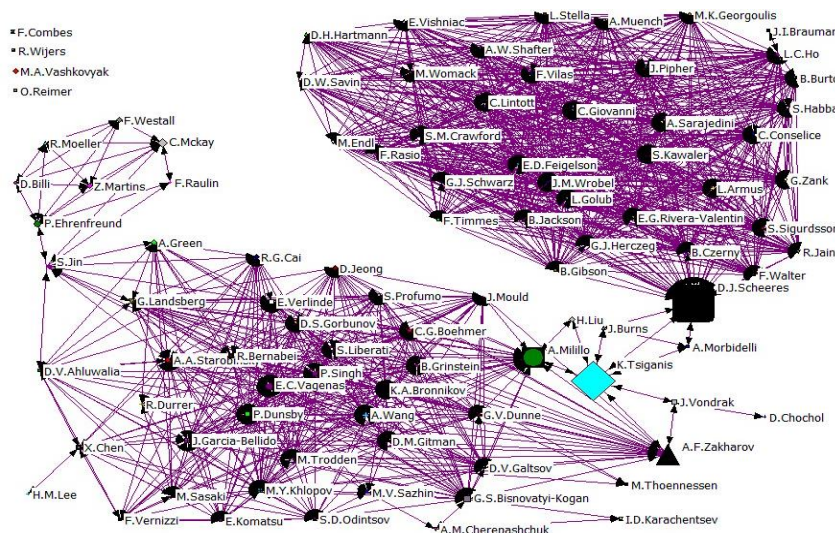 F.Combes
R.Wijers
M.A.Vashkovyak
O.Reimer
F.Westall
R.Moeller
C.Mckay
D.Billi
Z.Martins
F.Raulin
P.Ehrenfreund
S.Jin
D.H.Hartmann
E.Vishniac
L.Stella
A.Muench
M.K.Georgoulis
J.I.Brauman
A.W.Shafter
L.C.Ho
D.W.Savin
M.Womack
F.Vilas
J.Pipher
B.Burto
C.Lintott
C.Giovanni
S.Habba
A.Sarajedini
M.Endl
S.M.Crawford
C.Conselice
F.Rasio
S.Kawaler
E.D.Feigelson
G.J.Schwarz
J.M.Wrobel
L.Armus
G.Zank
L.Golub
F.Timmes
B.Jackson
E.G.Rivera-Valentin
S.Sigurdsson
G.J.Herczeg
B.Czerny
R.Jain
B.Gibson
F.Walter
D.J.Scheeres
A.Green
R.G.Cai
D.Jeong
G.Landsberg
E.Verlinde
S.Profumo
J.Mould
D.S.Gorbunov
C.G.Boehmer
H.Liu
J.Burns
A.Morbidelli
A.Milillo
K.Tsiganis
A.A.Starobinsky
R.Bernabei
S.Liberati
D.V.Ahluwalia
P.Singh
B.Grinstein
E.C.Vagenas
K.A.Bronnikov
R.Durrer
P.Dunsby
A.Wang
G.V.Dunne
J.Vondrak
D.Chochol
X.Chen
J.Garcia-Bellido
D.M.Gitman
A.F.Zakharov
M.Trodden
D.V.Galtsov
H.M.Lee
M.Sasaki
M.Y.Khlopov
M.V.Sazhin
G.S.Bisnovatyi-Kogan
M.Thoennessen
F.Vernizzi
E.Komatsu
S.D.Odintsov
A.M.Cherenashchuk
I.D.Karachentsev